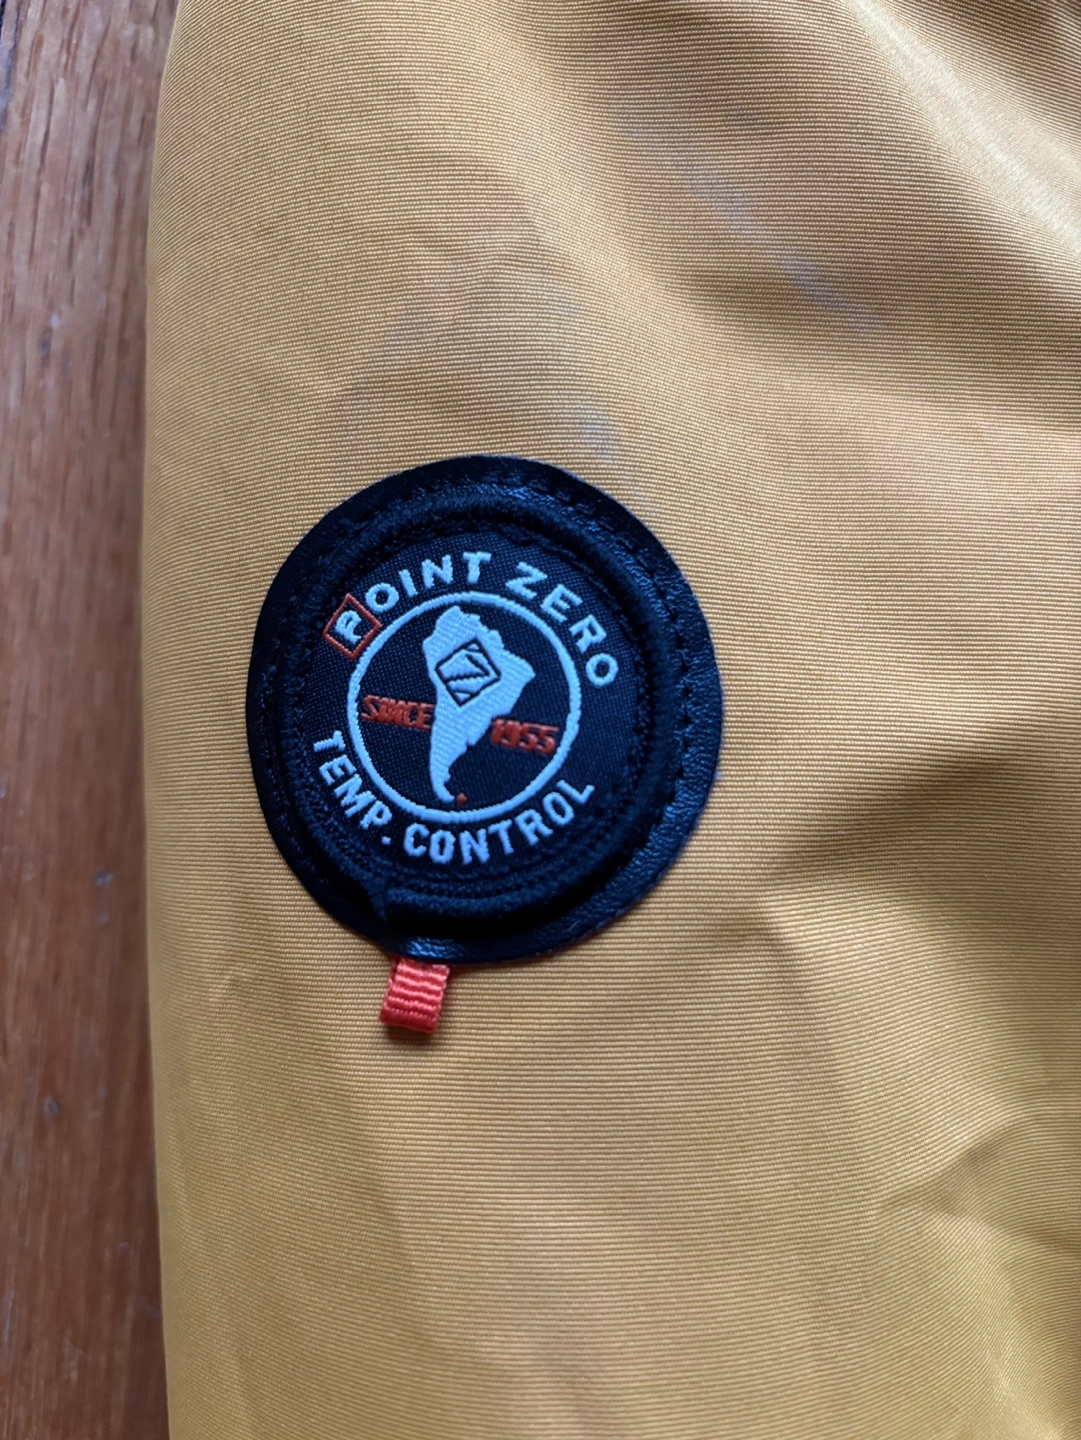 POINT ZERO
SINCE 1955
TEMP. CONTROL